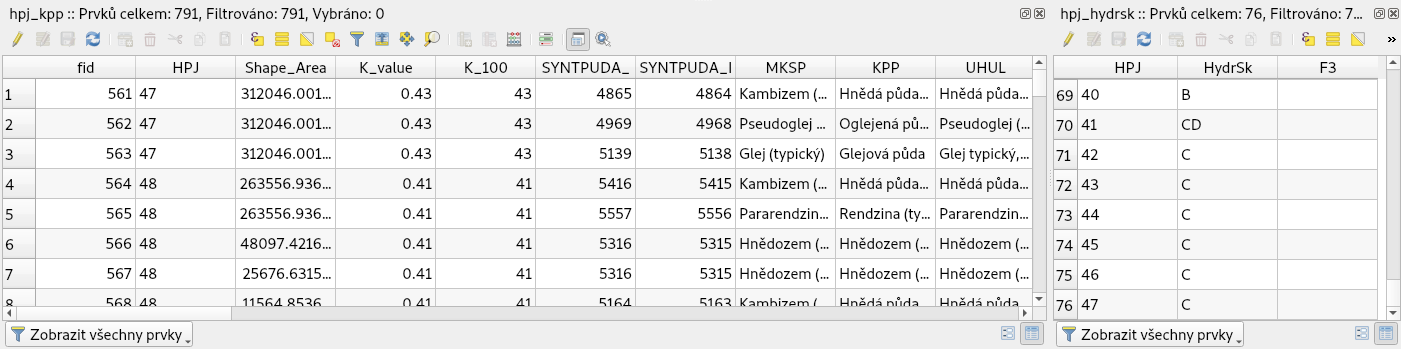 hpj_kpp :: Prvků celkem: 791, Filtrováno: 791, Vybráno: 0
fid HPJ Shape_Area K_value K_100 SYNTPUDA_ SYNTPUDA_I MKSP KPP UHUL
1 561 47 312046.001... 0.43 43 4865 4864 Kambizem (... Hnědá půda... Hnědá půda...
2 562 47 312046.001... 0.43 43 4969 4968 Pseudoglej ... Oglejená pů... Pseudoglej (...
3 563 47 312046.001... 0.43 43 5139 5138 Glej (typický) Glejová půda Glej typický,...
4 564 48 263556.936... 0.41 41 5416 5415 Kambizem (... Hnědá půda... Hnědá půda...
5 565 48 263556.936... 0.41 41 5557 5556 Pararendzin... Rendzina (ty... Pararendzin...
6 566 48 48097.4216... 0.41 41 5316 5315 Hnědozem (... Hnědozem (... Hnědozem (...
7 567 48 25676.6315... 0.41 41 5316 5315 Hnědozem (... Hnědozem (... Hnědozem (...
8 568 48 11564.8536... 0.41 41 5164 5163 Kambizem (... Hnědá půda... Hnědá půda...
Zobrazit všechny prvky
hpj_hydrsk :: Prvků celkem: 76, Filtrováno: 7...
»
HPJ HydrSk F3
69 40 B
70 41 CD
71 42 C
72 43 C
73 44 C
74 45 C
75 46 C
76 47 C
Zobrazit všechny prvky